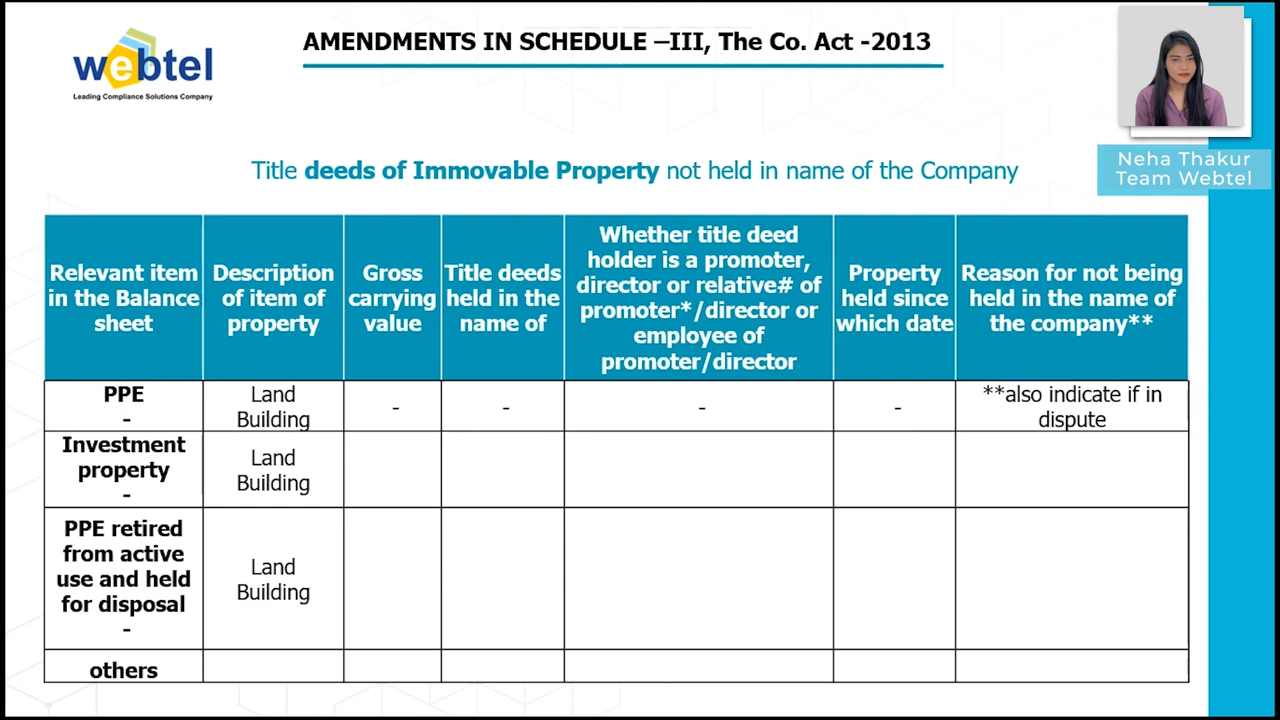 webtel
Leading Compliance Solutions Company
AMENDMENTS IN SCHEDULE –III, The Co. Act -2013
Neha Thakur
Team Webtel
Title deeds of Immovable Property not held in name of the Company
Relevant item
in the Balance
sheet
Description
of item of
property
Gross
carrying
value
Title deeds
held in the
name of
Whether title deed
holder is a promoter,
director or relative# of
promoter*/director or
employee of
promoter/director
Property
held since
which date
Reason for not being
held in the name of
the company**
PPE
-
Land
Building
-
-
-
-
**also indicate if in
dispute
Investment
property
-
Land
Building
PPE retired
from active
use and held
for disposal
-
Land
Building
others